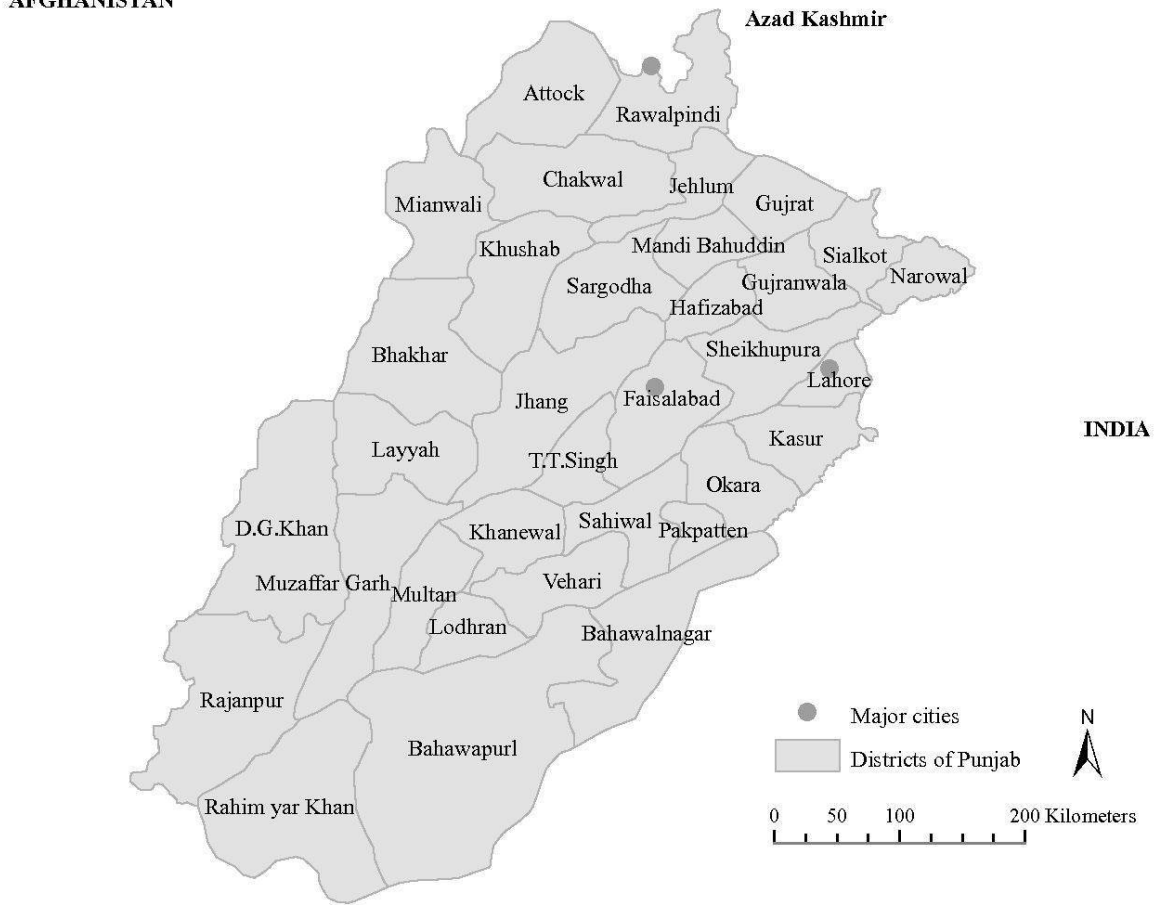 AFGHANISTAN
Azad Kashmir
Attock
Rawalpindi
Chakwal
Jehlum
Mianwali
Gujrat
Khushab
Mandi Bahuddin
Sialkot
Narowal
Sargodha
Gujranwala
Hafizabad
Bhakhar
Sheikhupura
Lahore
Jhang
Faisalabad
INDIA
Kasur
Layyah
T.T.Singh
Okara
D.G.Khan
Khanewal
Sahiwal
Pakpatten
Muzaffar Garh
Multan
Vehari
Lodhran
Bahawalnagar
Rajanpur
Bahawapurl
Rahim yar Khan
Major cities
N
Districts of Punjab
0 50 100 200 Kilometers